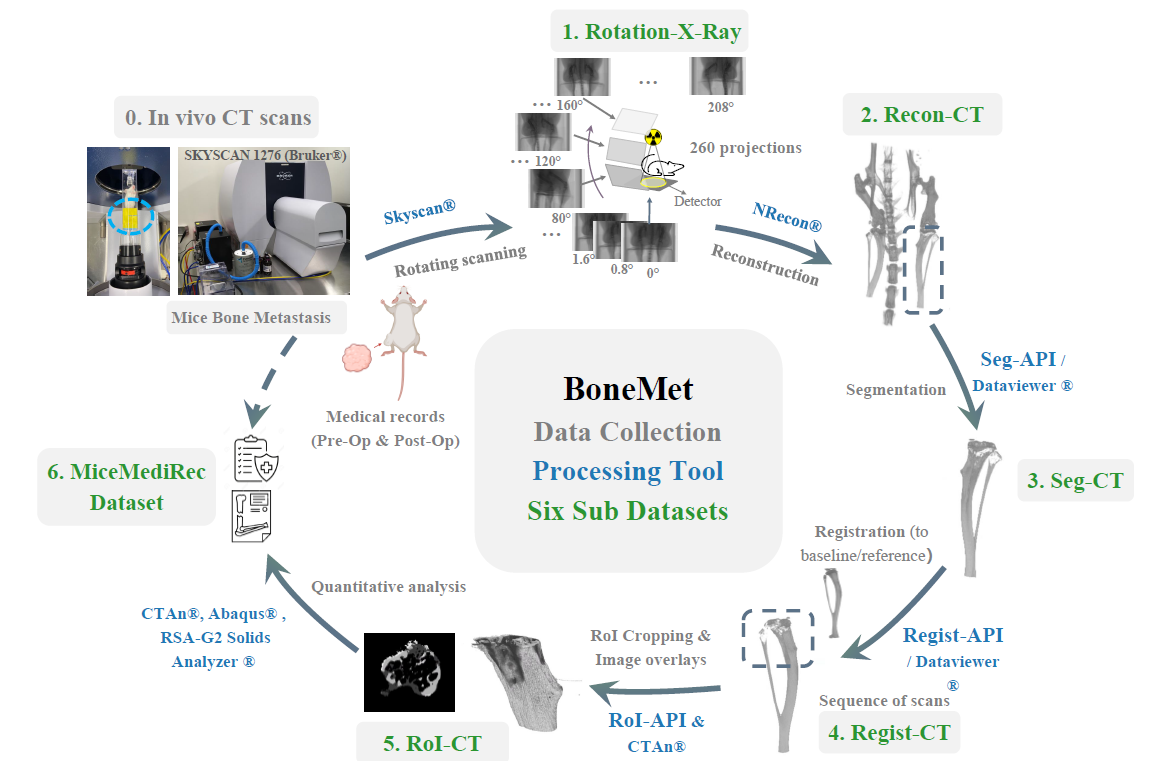 1. Rotation-X-Ray
... 160°
...
208°
0. In vivo CT scans
SKYSCAN 1276 (Bruker®)
... 120°
260 projections
80°
...
Detector
1.6°
0.8°
0°
2. Recon-CT
Skyscan®
Rotating scanning
NRecon®
Reconstruction
Mice Bone Metastasis
Medical records
(Pre-Op & Post-Op)
BoneMet
Data Collection
Processing Tool
Six Sub Datasets
Segmentation
Seg-API /
Dataviewer ®
3. Seg-CT
6. MiceMediRec
Dataset
Registration (to
baseline/reference)
Regist-API
/ Dataviewer
®
Sequence of scans
4. Regist-CT
RoI Cropping &
Image overlays
RoI-API &
CTAn®
5. RoI-CT
Quantitative analysis
CTAn®, Abaqus® ,
RSA-G2 Solids
Analyzer ®